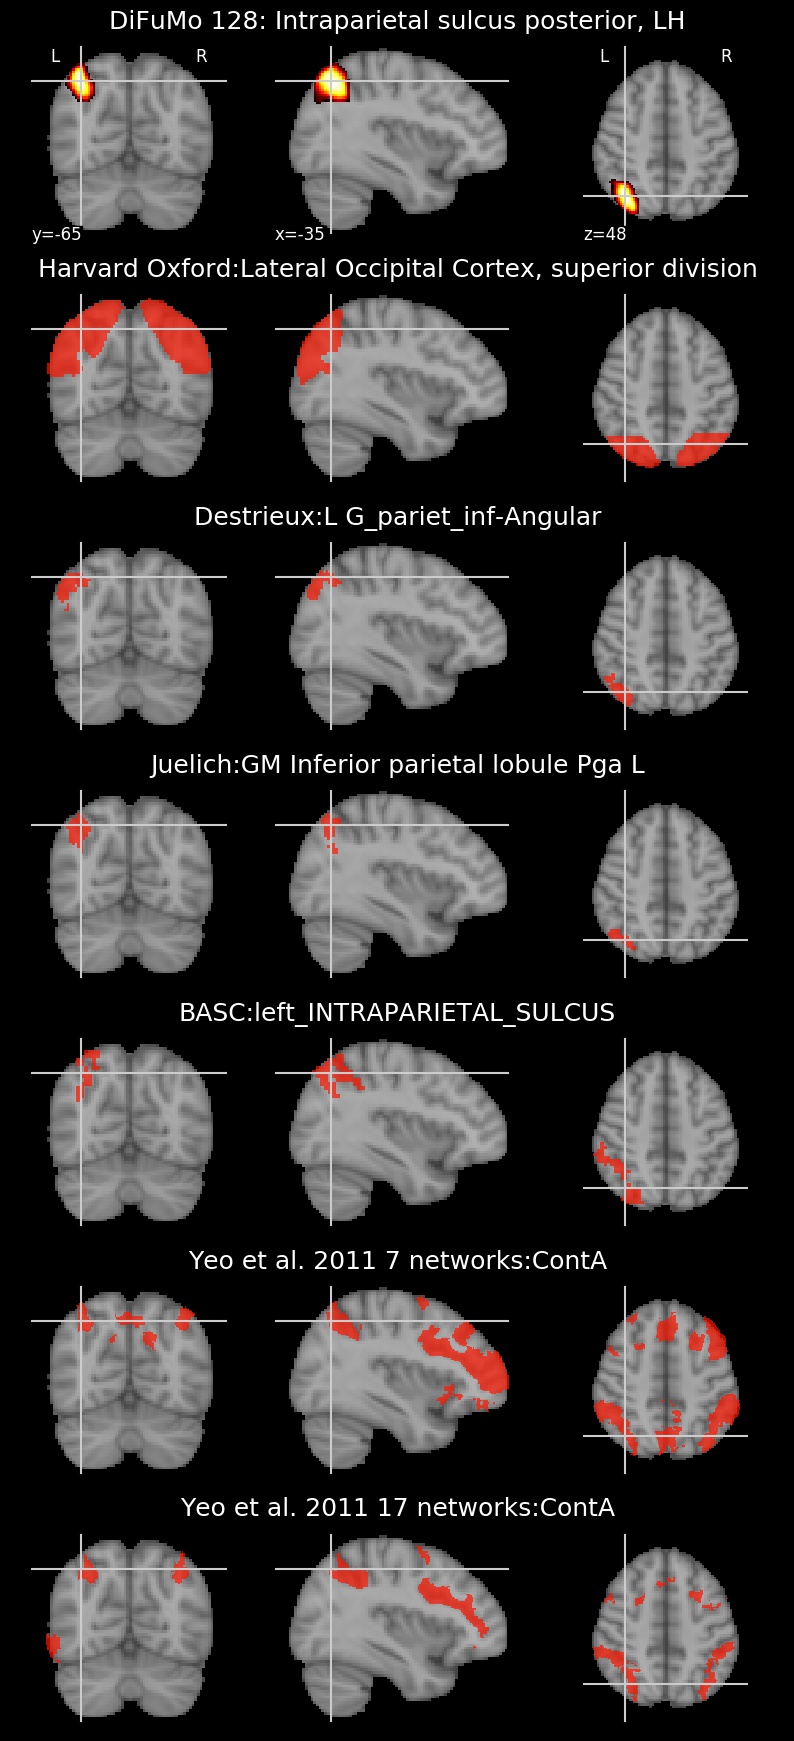 DiFuMo 128: Intraparietal sulcus posterior, LH
L R L R
y=-65 x=-35 z=48
Harvard Oxford:Lateral Occipital Cortex, superior division
Destrieux:L G_pariet_inf-Angular
Juelich:GM Inferior parietal lobule Pga L
BASC:left_INTRAPARIETAL_SULCUS
Yeo et al. 2011 7 networks:ContA
Yeo et al. 2011 17 networks:ContA